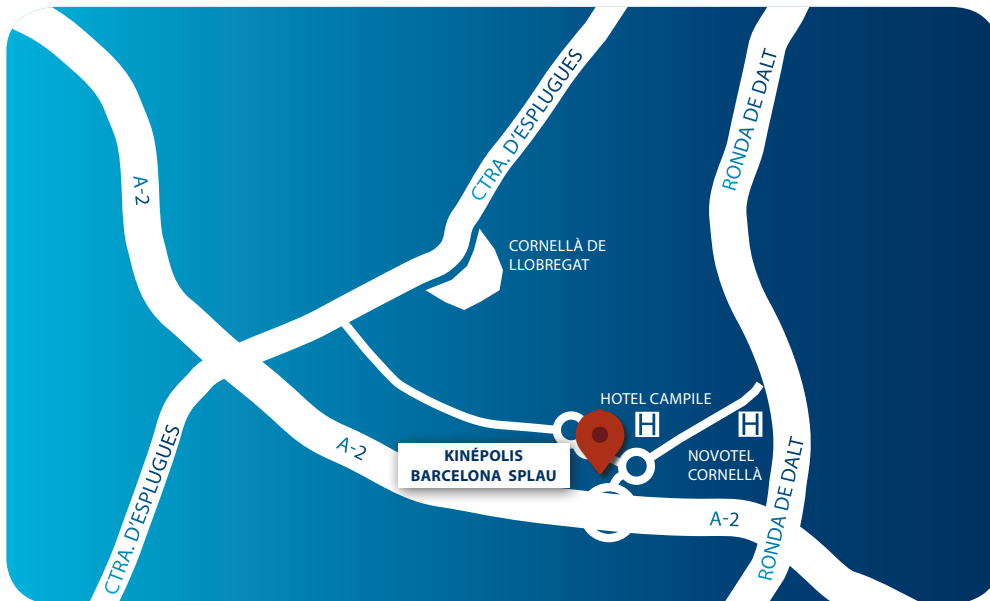 CTRA. D'ESPLUGUES
RONDA DE DALT
A-2
CORNELLÀ DE
LLOBREGAT
HOTEL CAMPILE
H
H
KINÉPOLIS
BARCELONA SPLAU
NOVOTEL
CORNELLÀ
A-2
CTRA. D'ESPLUGUES
A-2
RONDA DE DALT